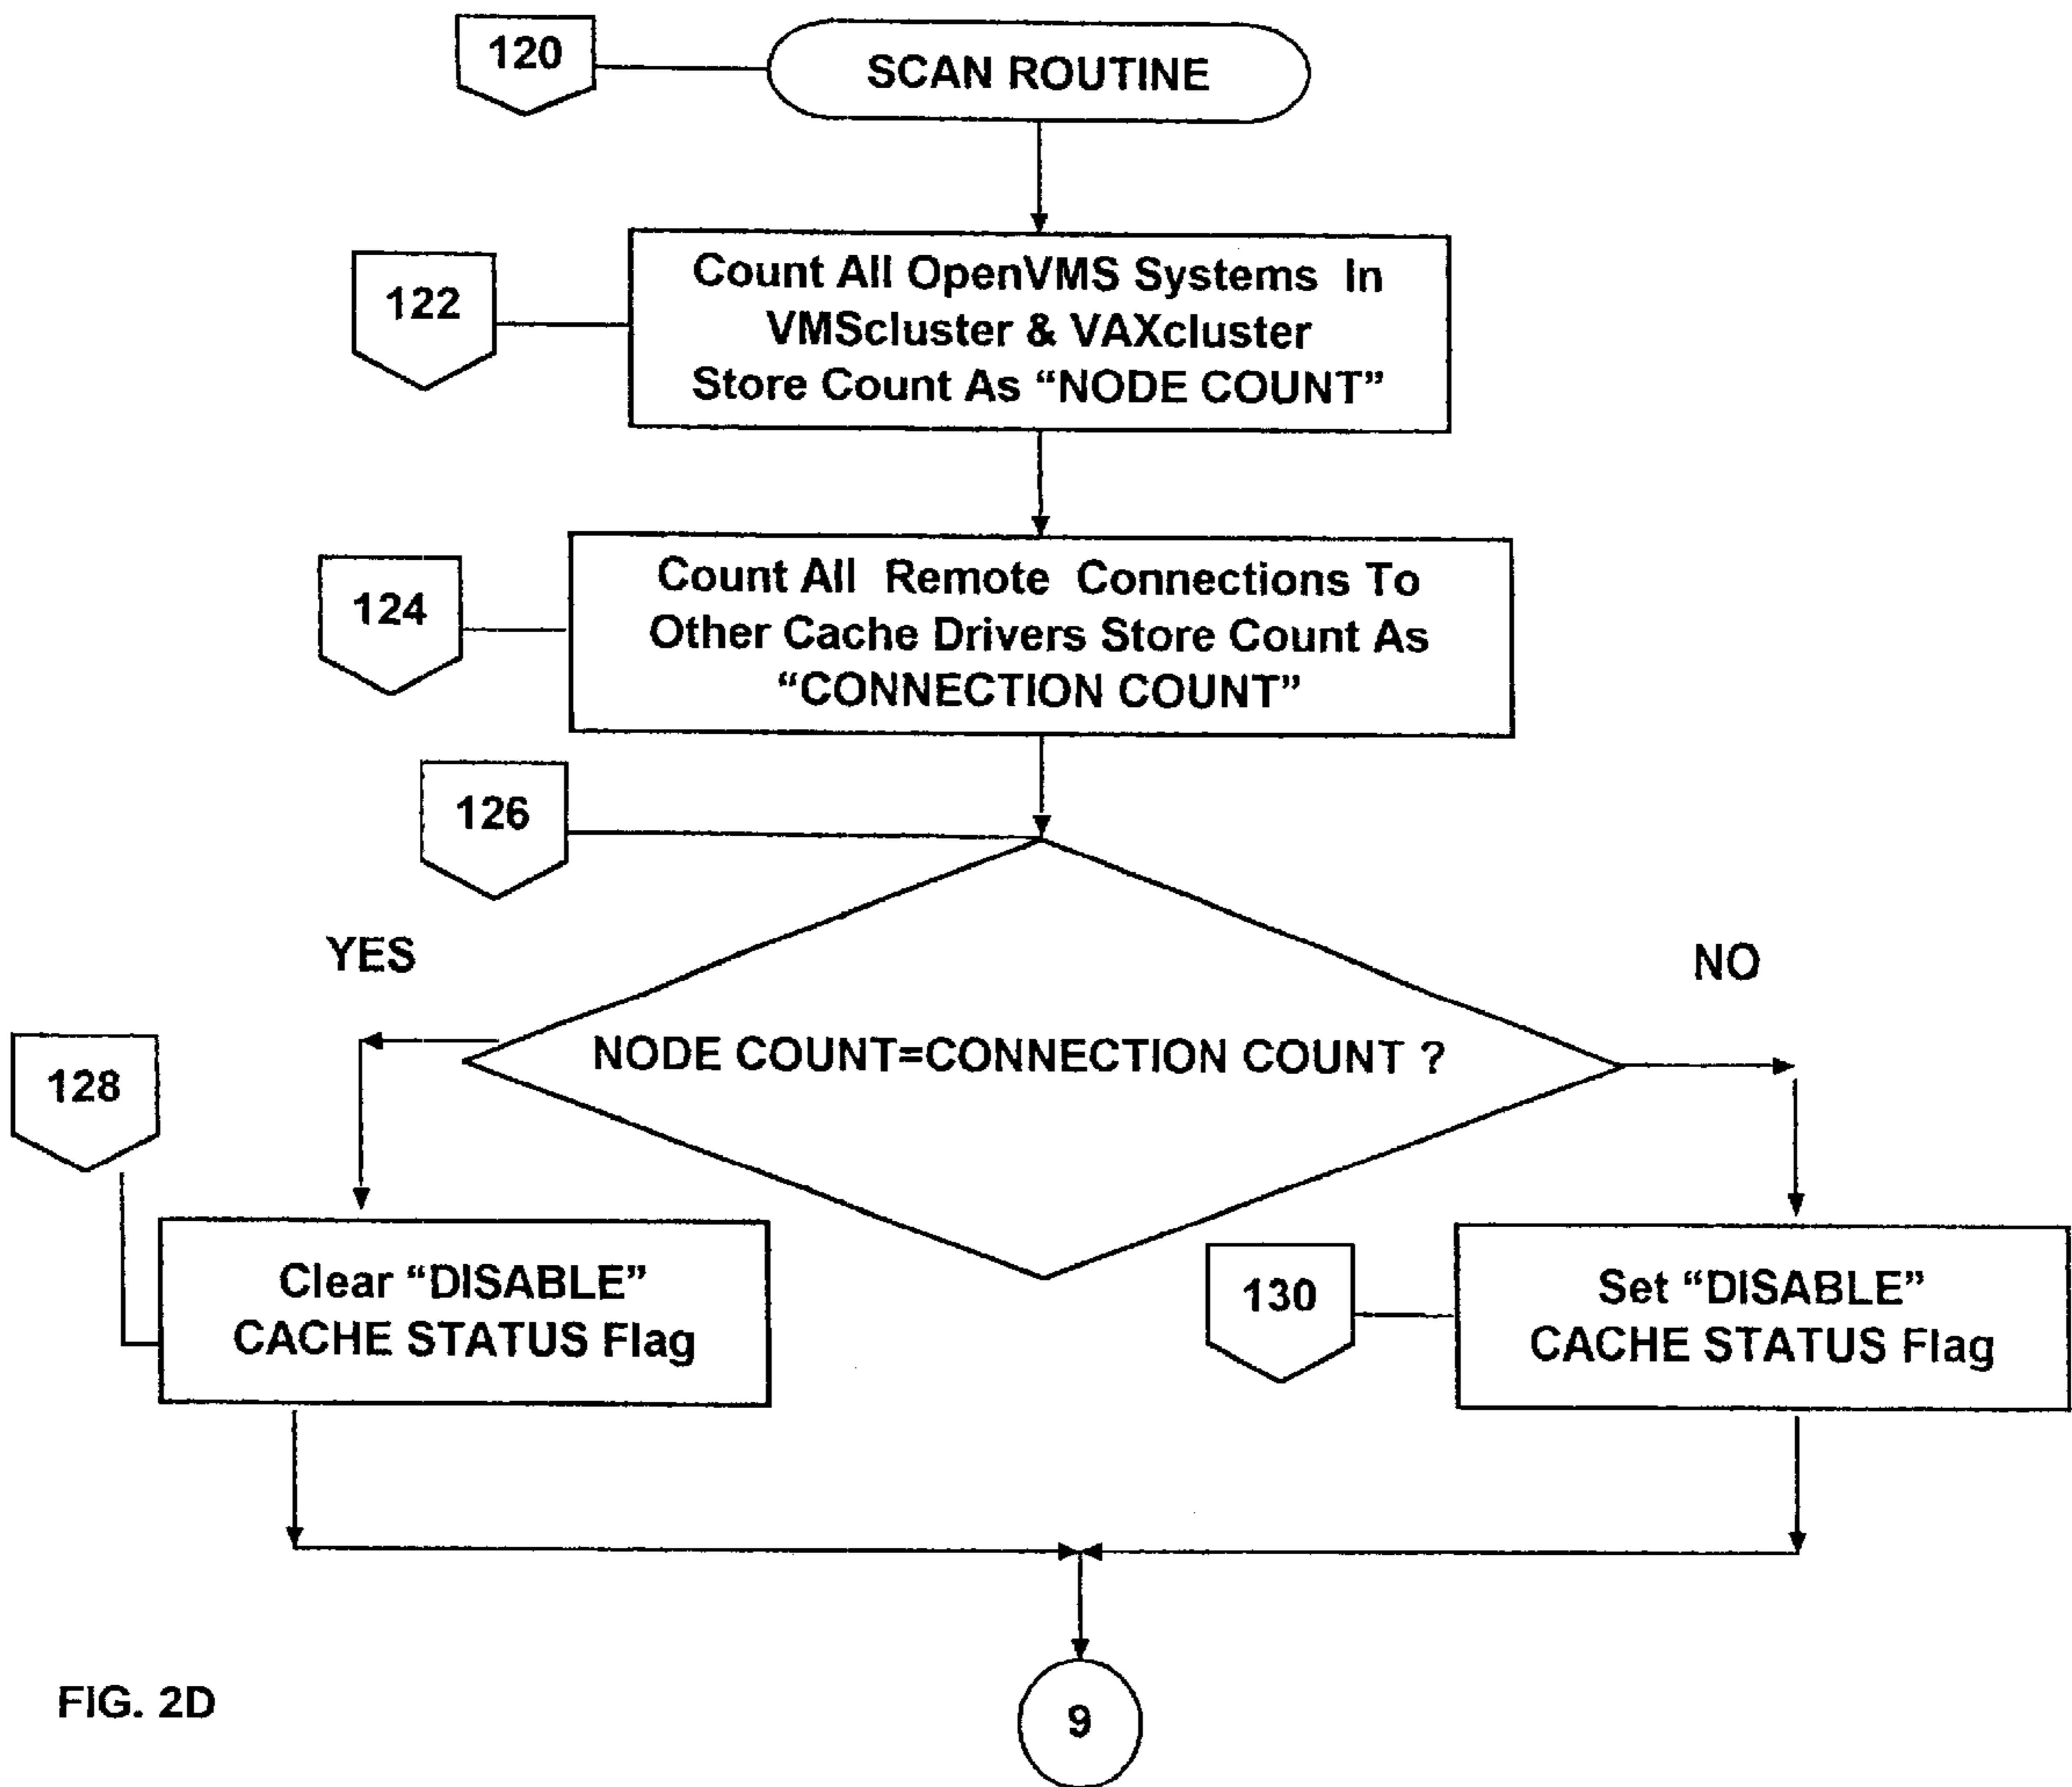 120
SCAN ROUTINE
122
Count All OpenVMS Systems In
VMScluster & VAXcluster
Store Count As “NODE COUNT”
124
Count All Remote Connections To
Other Cache Drivers Store Count As
“CONNECTION COUNT”
126
YES
NO
NODE COUNT=CONNECTION COUNT ?
128
Clear “DISABLE”
CACHE STATUS Flag
130
Set “DISABLE”
CACHE STATUS Flag
9
FIG. 2D